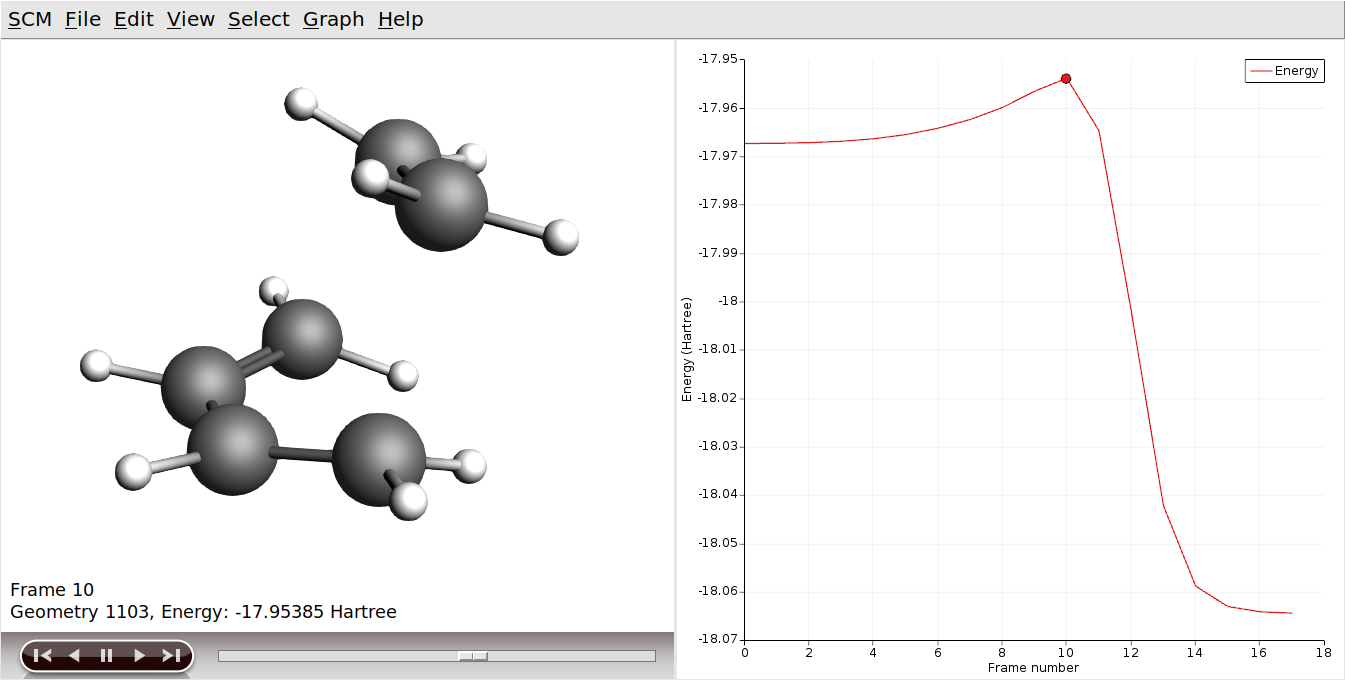 SCM File Edit View Select Graph Help
Frame 10
Geometry 1103, Energy: -17.95385 Hartree
Energy
-17.95
-17.96
-17.97
-17.98
-17.99
-18
-18.01
-18.02
-18.03
-18.04
-18.05
-18.06
-18.07
Energy (Hartree)
0 2 4 6 8 10 12 14 16 18
Frame number